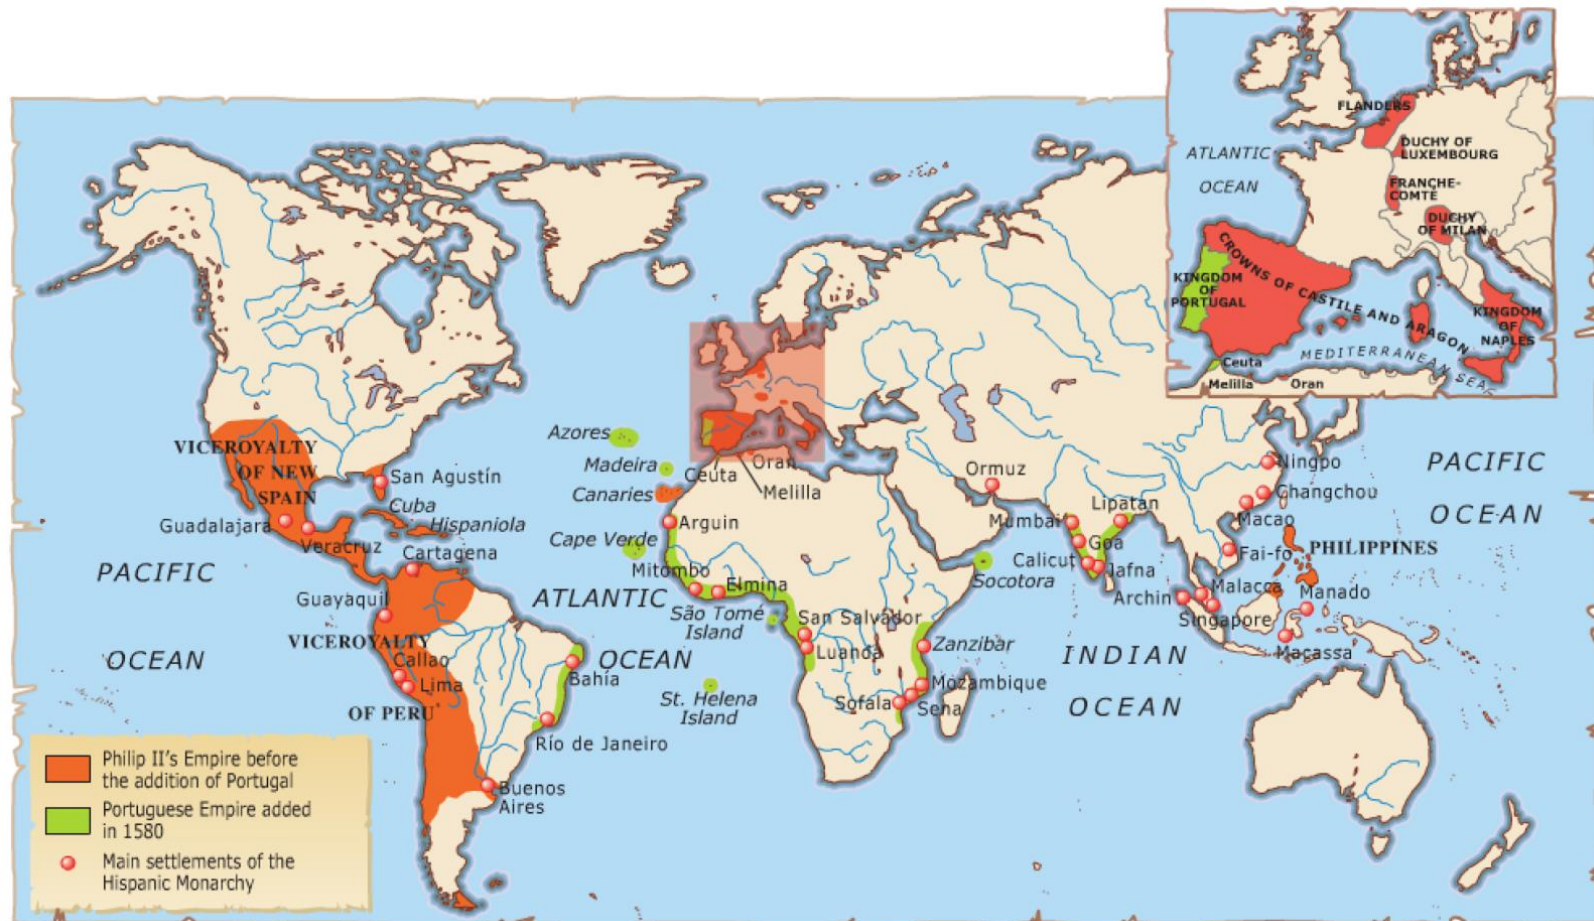 FLANDERS
DUCHY OF
LUXEMBOURG
ATLANTIC
OCEAN
FRANCHE-
COMTÉ
DUCHY
OF MILAN
CROWNS OF CASTILE AND ARAGON
KINGDOM
OF
PORTUGAL
KINGDOM
OF
NAPLES
MEDITERRANEAN SEA
Ceuta
Melilla
Oran
VICEROYALTY
OF NEW
SPAIN
San Agustín
Cuba
Hispaniola
Guadalajara
Veracruz
Cartagena
PACIFIC
OCEAN
Guayaquil
VICEROYALTY
OF PERU
Callao
Lima
Bahía
Río de Janeiro
Buenos
Aires
ATLANTIC
OCEAN
Azores
Madeira
Canaries
Cape Verde
Ceuta
Oran
Melilla
Arguin
Mitombo
Elmina
São Tomé
Island
St. Helena
Island
San Salvador
Luanda
Zanzibar
Mozambique
Sena
Sofala
Ormuz
Socotora
Mumbai
Lipatan
Goa
Calicut
Jafna
INDIAN
OCEAN
Ningpo
Changchou
Macao
Fai-fo
PHILIPPINES
Malacca
Manado
Archin
Singapore
Macassa
PACIFIC
OCEAN
Philip II's Empire before
the addition of Portugal
Portuguese Empire added
in 1580
Main settlements of the
Hispanic Monarchy